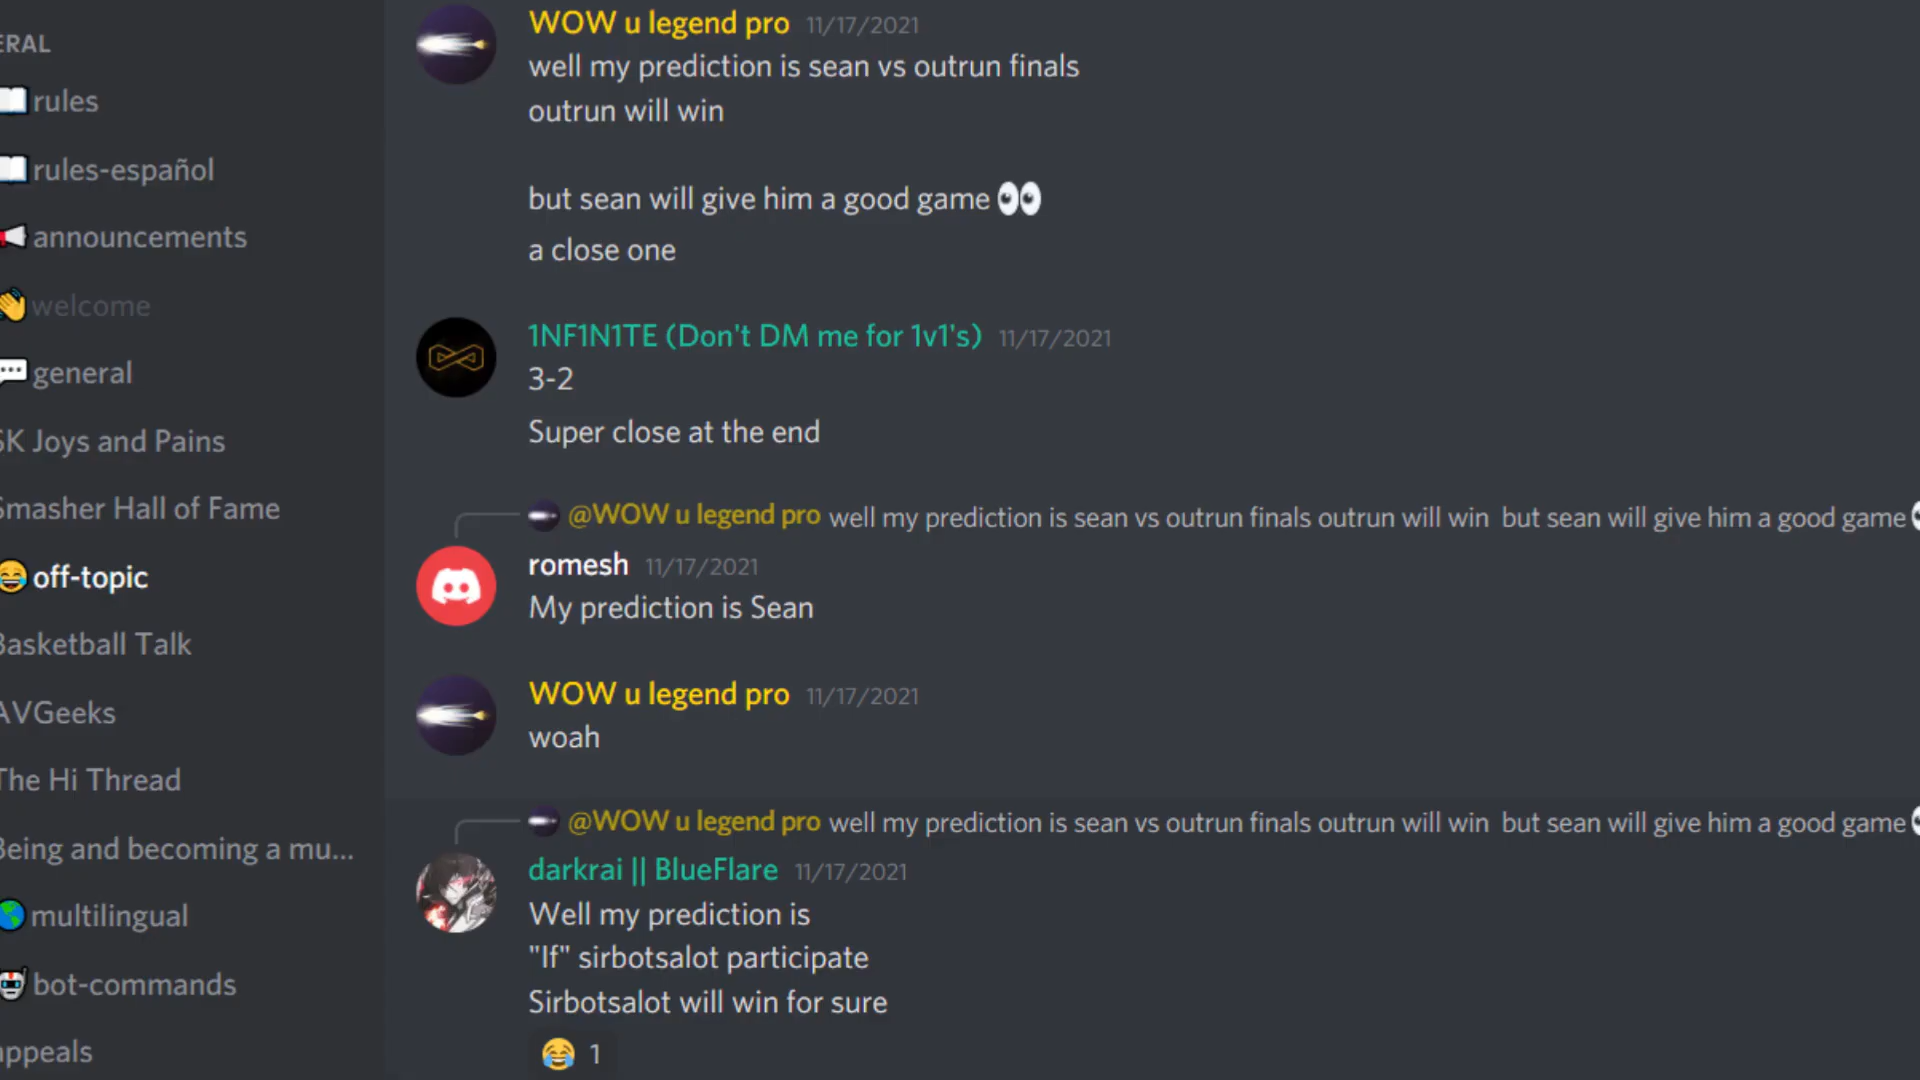 ERAL
rules
rules-español
announcements
welcome
general
SK Joys and Pains
Smasher Hall of Fame
off-topic
Basketball Talk
AVGeeks
The Hi Thread
Being and becoming a mu...
multilingual
bot-commands
appeals
WOW u legend pro 11/17/2021
well my prediction is sean vs outrun finals
outrun will win
but sean will give him a good game 👀
a close one
1NF1N1TE (Don't DM me for 1v1's) 11/17/2021
3-2
Super close at the end
@WOW u legend pro well my prediction is sean vs outrun finals outrun will win but sean will give him a good game
romesh 11/17/2021
My prediction is Sean
WOW u legend pro 11/17/2021
woah
@WOW u legend pro well my prediction is sean vs outrun finals outrun will win but sean will give him a good game
darkrai || BlueFlare 11/17/2021
Well my prediction is
"If" sirbotsalot participate
Sirbotsalot will win for sure
😂 1